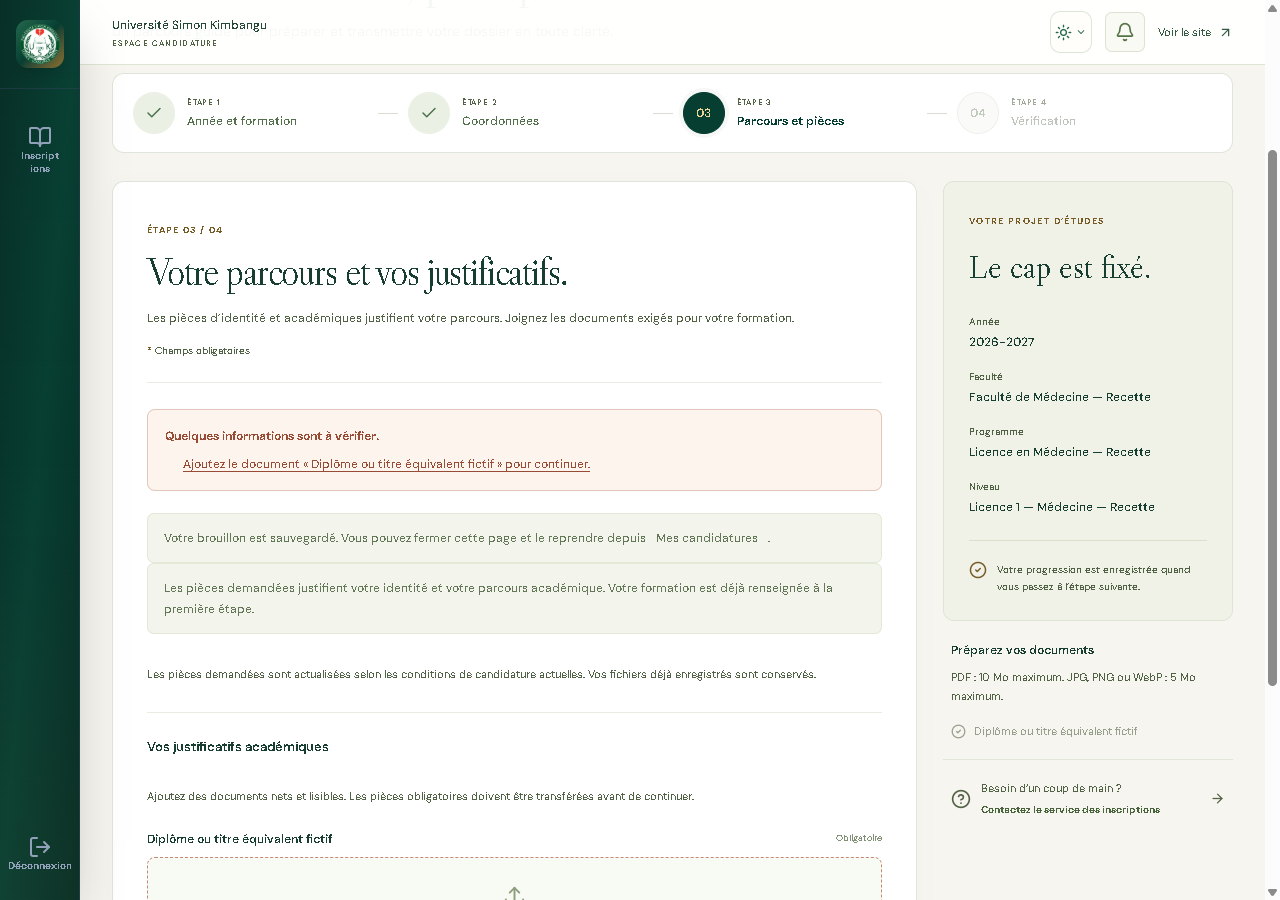 Université Simon Kimbangu
ESPACE CANDIDATURE
préparer et transmettre votre dossier en toute clarté.
Voir le site
Inscript
ions
Déconnexion
ÉTAPE 1
Année et formation
ÉTAPE 2
Coordonnées
03
ÉTAPE 3
Parcours et pièces
04
ÉTAPE 4
Vérification
ÉTAPE 03 / 04
Votre parcours et vos justificatifs.
Les pièces d’identité et académiques justifient votre parcours. Joignez les documents exigés pour votre formation.
* Champs obligatoires
Quelques informations sont à vérifier.
Ajoutez le document « Diplôme ou titre équivalent fictif » pour continuer.
Votre brouillon est sauvegardé. Vous pouvez fermer cette page et le reprendre depuis Mes candidatures .
Les pièces demandées justifient votre identité et votre parcours académique. Votre formation est déjà renseignée à la
première étape.
Les pièces demandées sont actualisées selon les conditions de candidature actuelles. Vos fichiers déjà enregistrés sont conservés.
Vos justificatifs académiques
Ajoutez des documents nets et lisibles. Les pièces obligatoires doivent être transférées avant de continuer.
Diplôme ou titre équivalent fictif
Obligatoire
VOTRE PROJET D’ÉTUDES
Le cap est fixé.
Année
2026-2027
Faculté
Faculté de Médecine — Recette
Programme
Licence en Médecine — Recette
Niveau
Licence 1 — Médecine — Recette
Votre progression est enregistrée quand
vous passez à l’étape suivante.
Préparez vos documents
PDF : 10 Mo maximum. JPG, PNG ou WebP : 5 Mo
maximum.
Diplôme ou titre équivalent fictif
Besoin d’un coup de main ?
Contactez le service des inscriptions